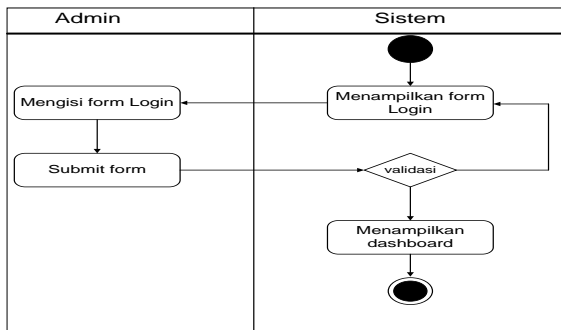 Admin
Sistem
Menampilkan form
Login
Mengisi form Login
Submit form
validasi
Menampilkan
dashboard